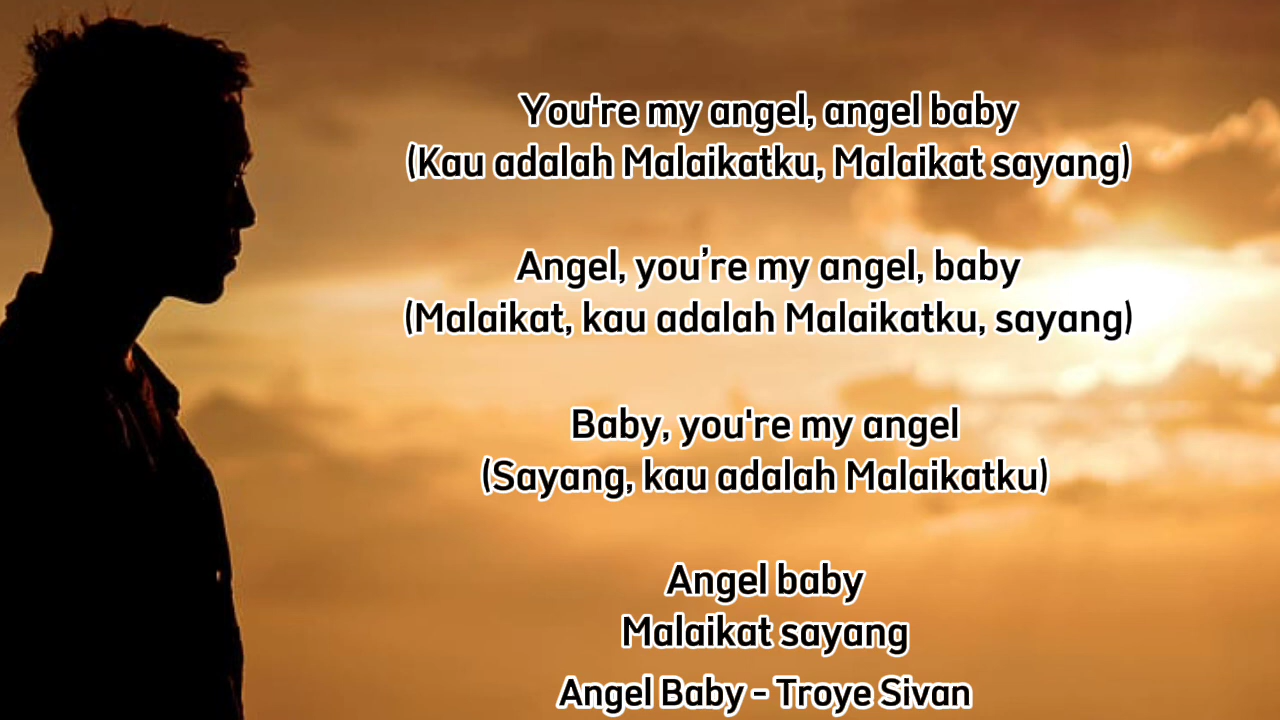 You're my angel, angel baby
(Kau adalah Malaikatku, Malaikat sayang)
Angel, you’re my angel, baby
(Malaikat, kau adalah Malaikatku, sayang)
Baby, you're my angel
(Sayang, kau adalah Malaikatku)
Angel baby
Malaikat sayang
Angel Baby - Troye Sivan